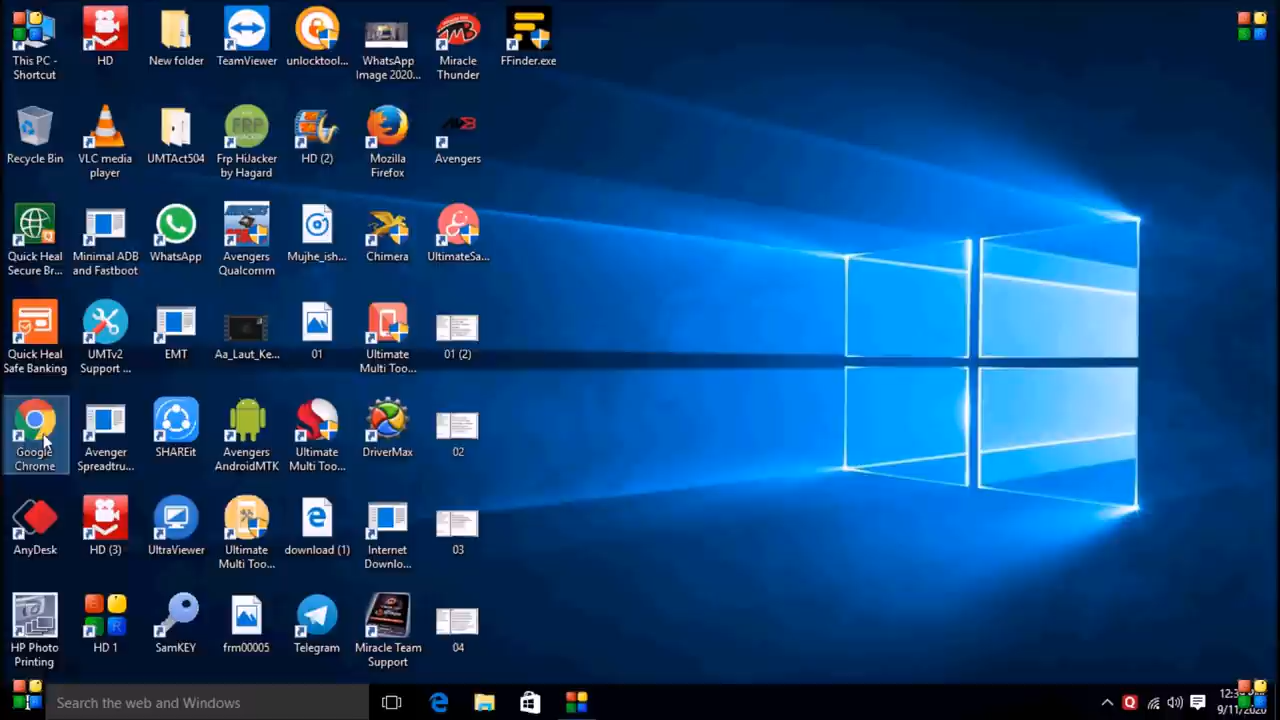 This PC -
Shortcut
HD
New folder
TeamViewer
unlocktool...
WhatsApp
Image 2020...
Miracle
Thunder
FFinder.exe
Recycle Bin
VLC media
player
UMTAct504
Frp HiJacker
by Hagard
HD (2)
Mozilla
Firefox
Avengers
Quick Heal
Secure Br...
Minimal ADB
and Fastboot
WhatsApp
Avengers
Qualcomm
Mujhe_ish...
Chimera
UltimateSa...
Quick Heal
Safe Banking
UMTv2
Support ...
EMT
Aa_Laut_Ke...
01
Ultimate
Multi Too...
01 (2)
Google
Chrome
Avenger
Spreadtru...
SHAREit
Avengers
AndroidMTK
Ultimate
Multi Too...
DriverMax
02
AnyDesk
HD (3)
UltraViewer
Ultimate
Multi Too...
download (1)
Internet
Downlo...
03
HP Photo
Printing
HD 1
SamKEY
frm00005
Telegram
Miracle Team
Support
04
Search the web and Windows
9/11/2020